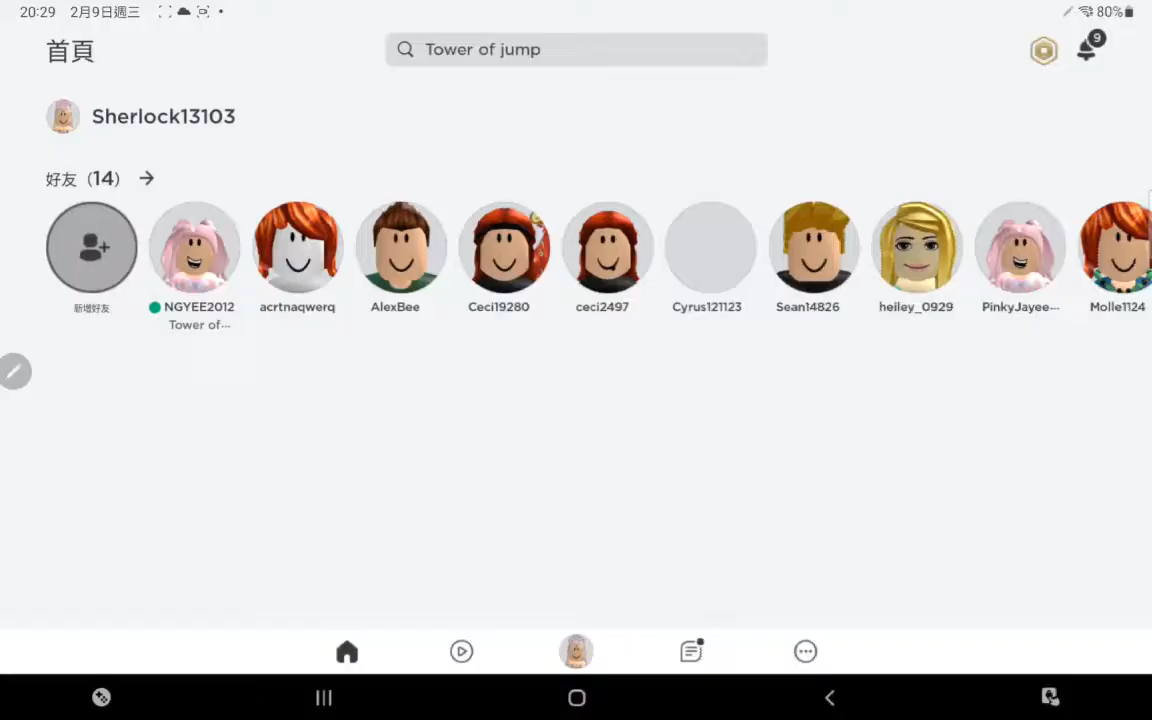 20:29 2月9日週三 80%
首頁
Tower of jump
9
Sherlock13103
好友（14）
新增好友
NGYEE2012
Tower of...
acrtnaqwerq
AlexBee
Ceci19280
ceci2497
Cyrus121123
Sean14826
heiley_0929
PinkyJayee...
Molle1124